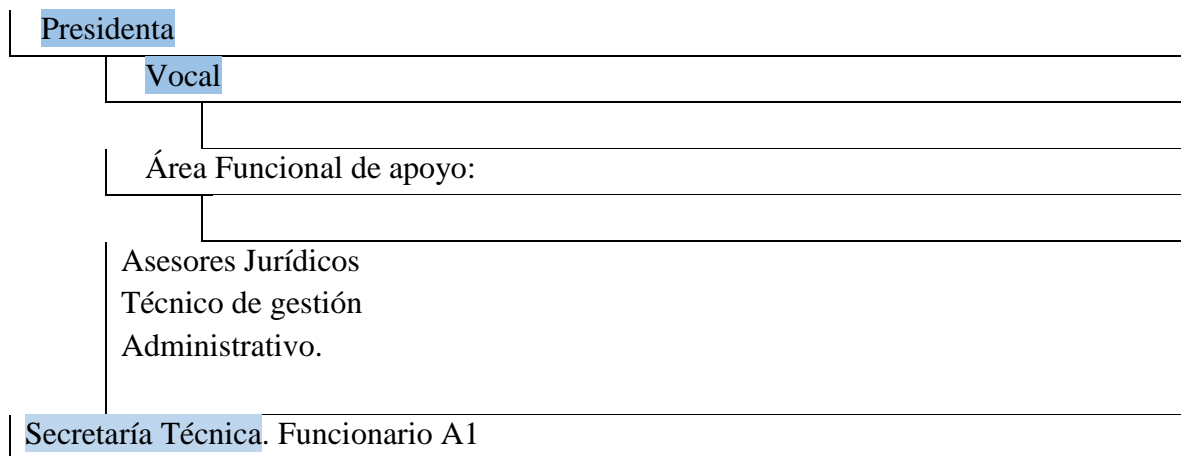 Presidenta
Vocal
Área Funcional de apoyo:
Asesores Jurídicos
Técnico de gestión
Administrativo.
Secretaría Técnica. Funcionario A1